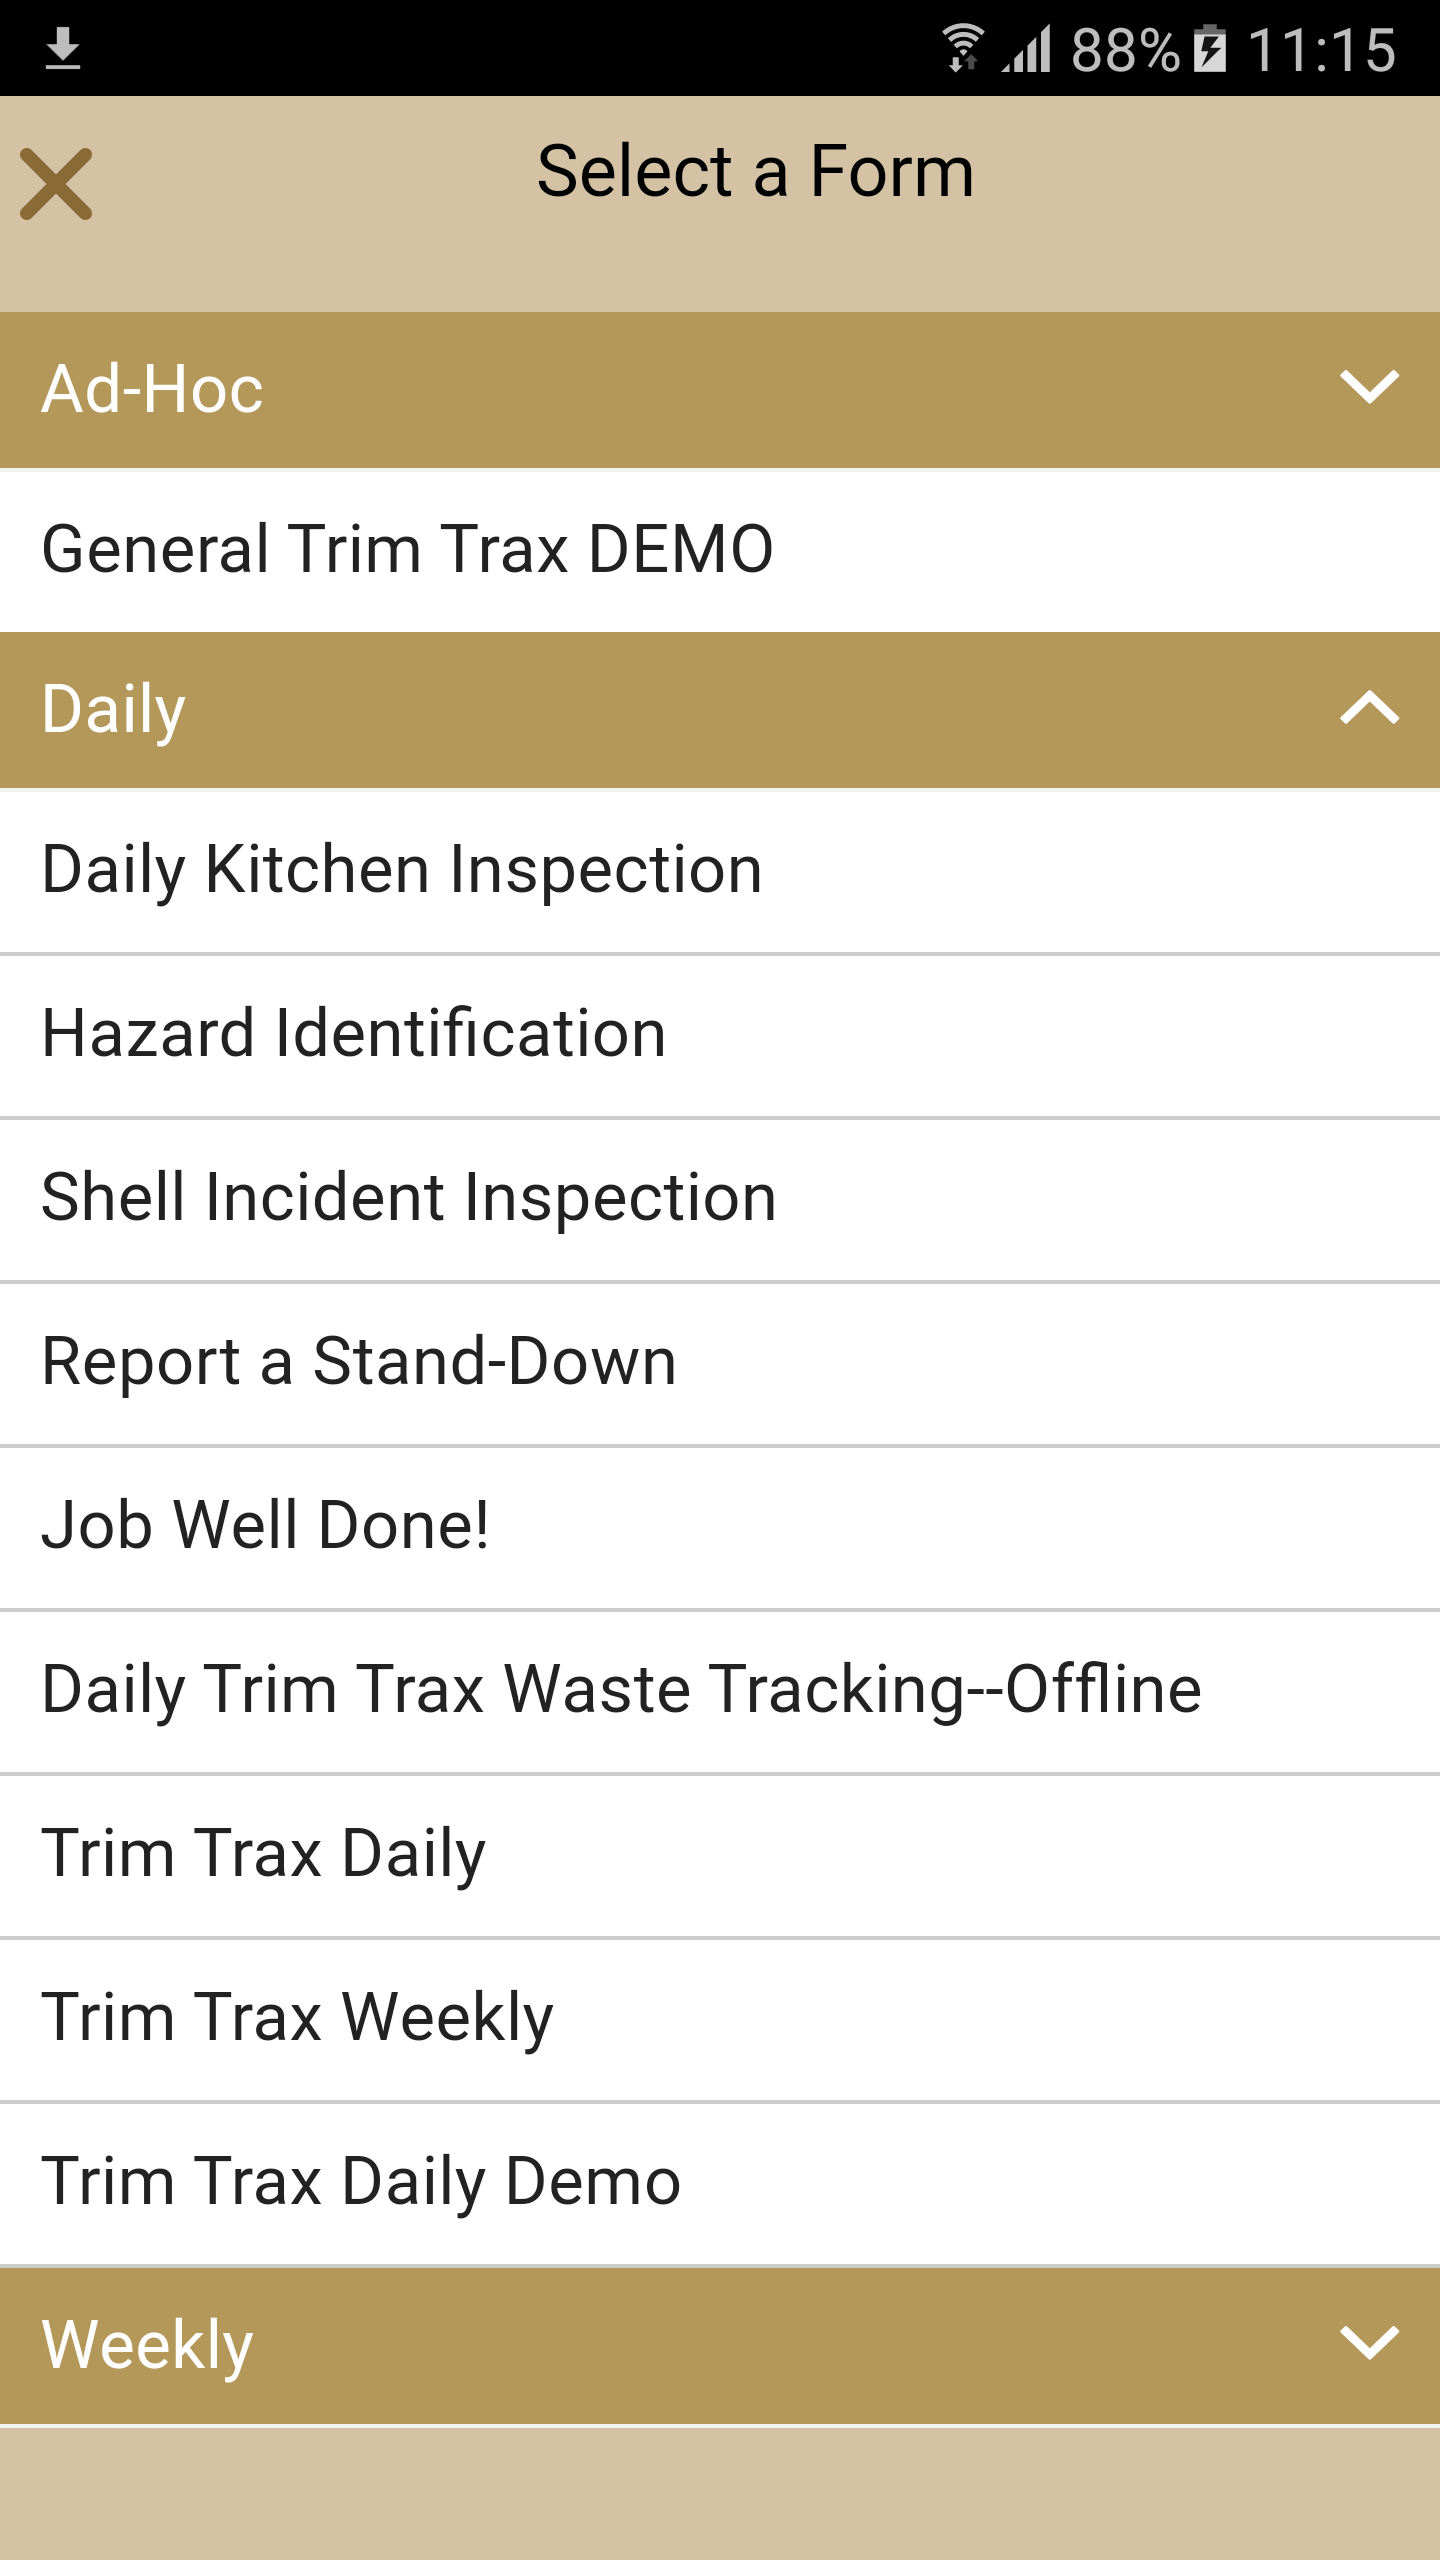 88% 11:15
Select a Form
Ad-Hoc
General Trim Trax DEMO
Daily
Daily Kitchen Inspection
Hazard Identification
Shell Incident Inspection
Report a Stand-Down
Job Well Done!
Daily Trim Trax Waste Tracking--Offline
Trim Trax Daily
Trim Trax Weekly
Trim Trax Daily Demo
Weekly